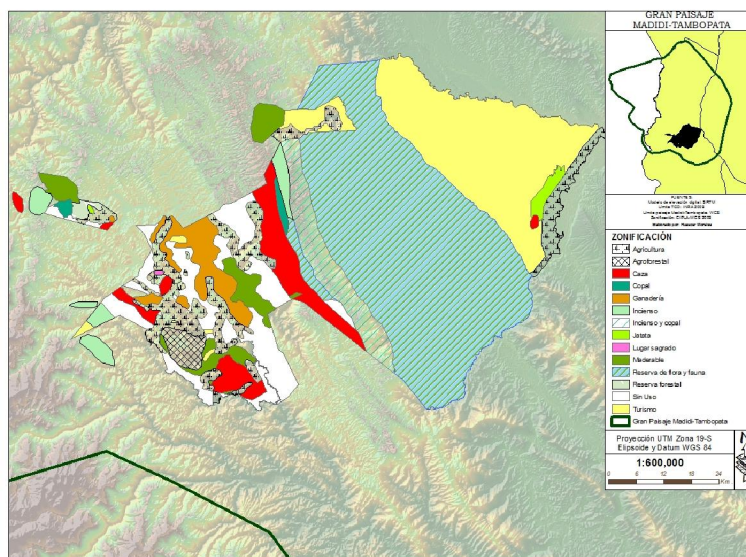 GRAN PAISAJE
MADIDI-TAMBOPATA
ZONIFICACIÓN
Agricultura
Agroforestal
Caza
Copal
Ganadería
Incienso
Incienso y copal
Jatata
Lugar sagrado
Maderable
Reserva de flora y fauna
Reserva forestall
Sin Uso
Turismo
Gran Paisaje Madidi-Tambopata
Proyección UTM Zona 19-S
Elipsoide y Datum WGS 84
1:600,000
0 6 12 18 24
Km